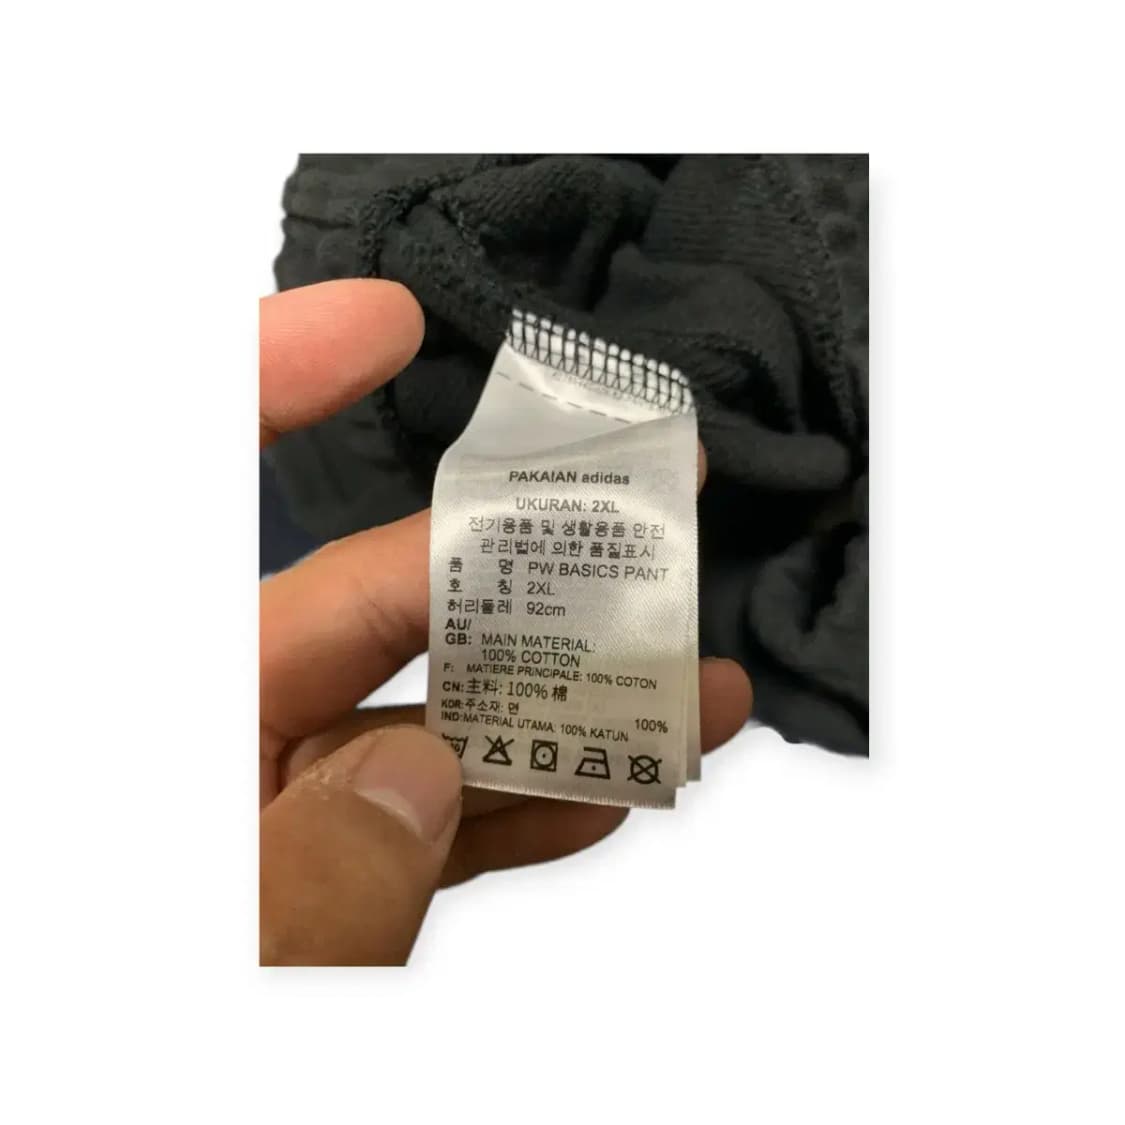 PAKAIAN adidas
UKURAN: 2XL
전기용품 및 생활용품 안전
관리법에 의한 품질표시
품 명 PW BASICS PANT
호 칭 2XL
허리둘레 92cm
AU/
GB: MAIN MATERIAL:
100% COTTON
F: MATIERE PRINCIPALE: 100% COTON
CN: 主料: 100% 棉
KOR: 주소재: 면 100%
IND: MATERIAL UTAMA: 100% KATUN